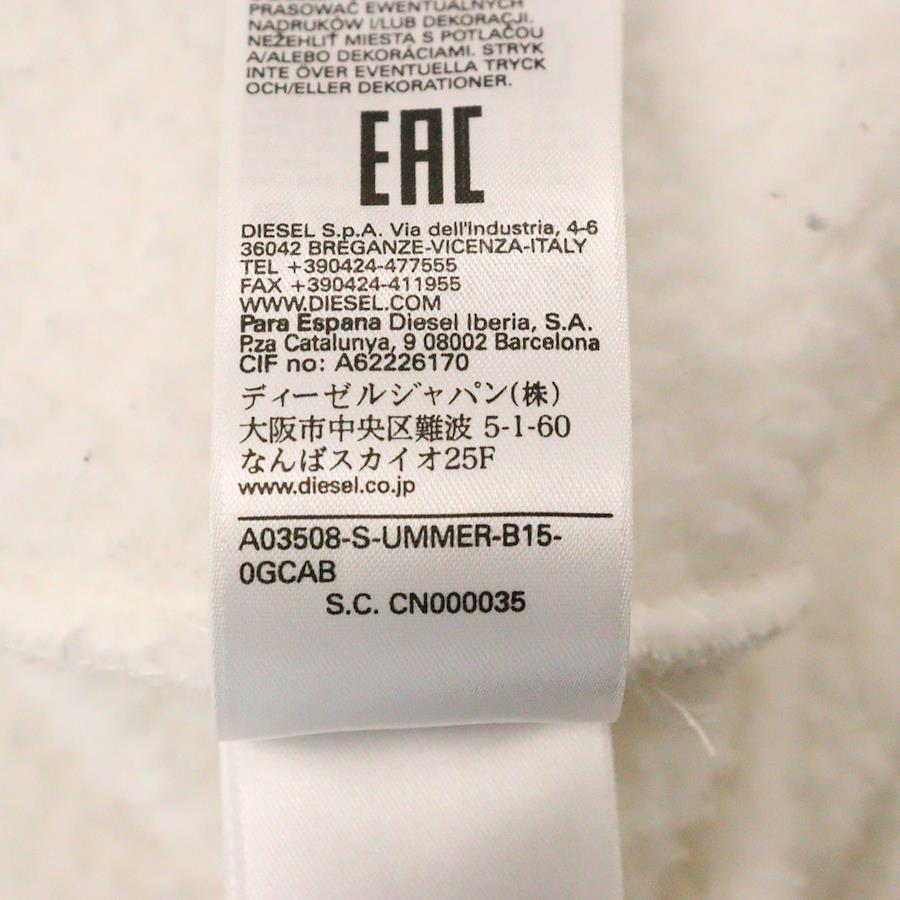 PRASOWAĆ EWENTUALNYCH
NADRUKÓW I/LUB DEKORACJI.
NEŽEHLIŤ MIESTA S POTLAČOU
A/ALEBO DEKORÁCIAMI. STRYK
INTE ÖVER EVENTUELLA TRYCK
OCH/ELLER DEKORATIONER.
EAC
DIESEL S.p.A. Via dell'Industria, 4-6
36042 BREGANZE-VICENZA-ITALY
TEL +390424-477555
FAX +390424-411955
WWW.DIESEL.COM
Para Espana Diesel Iberia, S.A.
P.za Catalunya, 9 08002 Barcelona
CIF no: A62226170
ディーゼルジャパン(株)
大阪市中央区難波 5-1-60
なんばスカイオ25F
www.diesel.co.jp
A03508-S-UMMER-B15-
0GCAB
S.C. CN000035